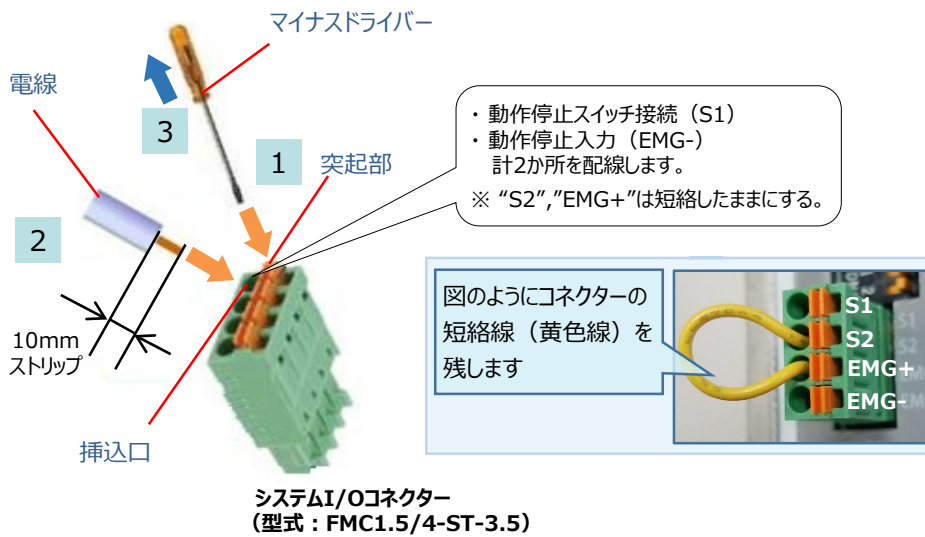 マイナスドライバー
電線
3
1
突起部
2
10mm
ストリップ
挿込口
・ 動作停止スイッチ接続（S1）
・ 動作停止入力（EMG-）
計2か所を配線します。
※ “S2”,”EMG+”は短絡したままにする。
図のようにコネクターの
短絡線（黄色線）を
残します
S1
S2
EMG+
EMG-
S1
S2
システムI/Oコネクター
（型式：FMC1.5/4-ST-3.5）